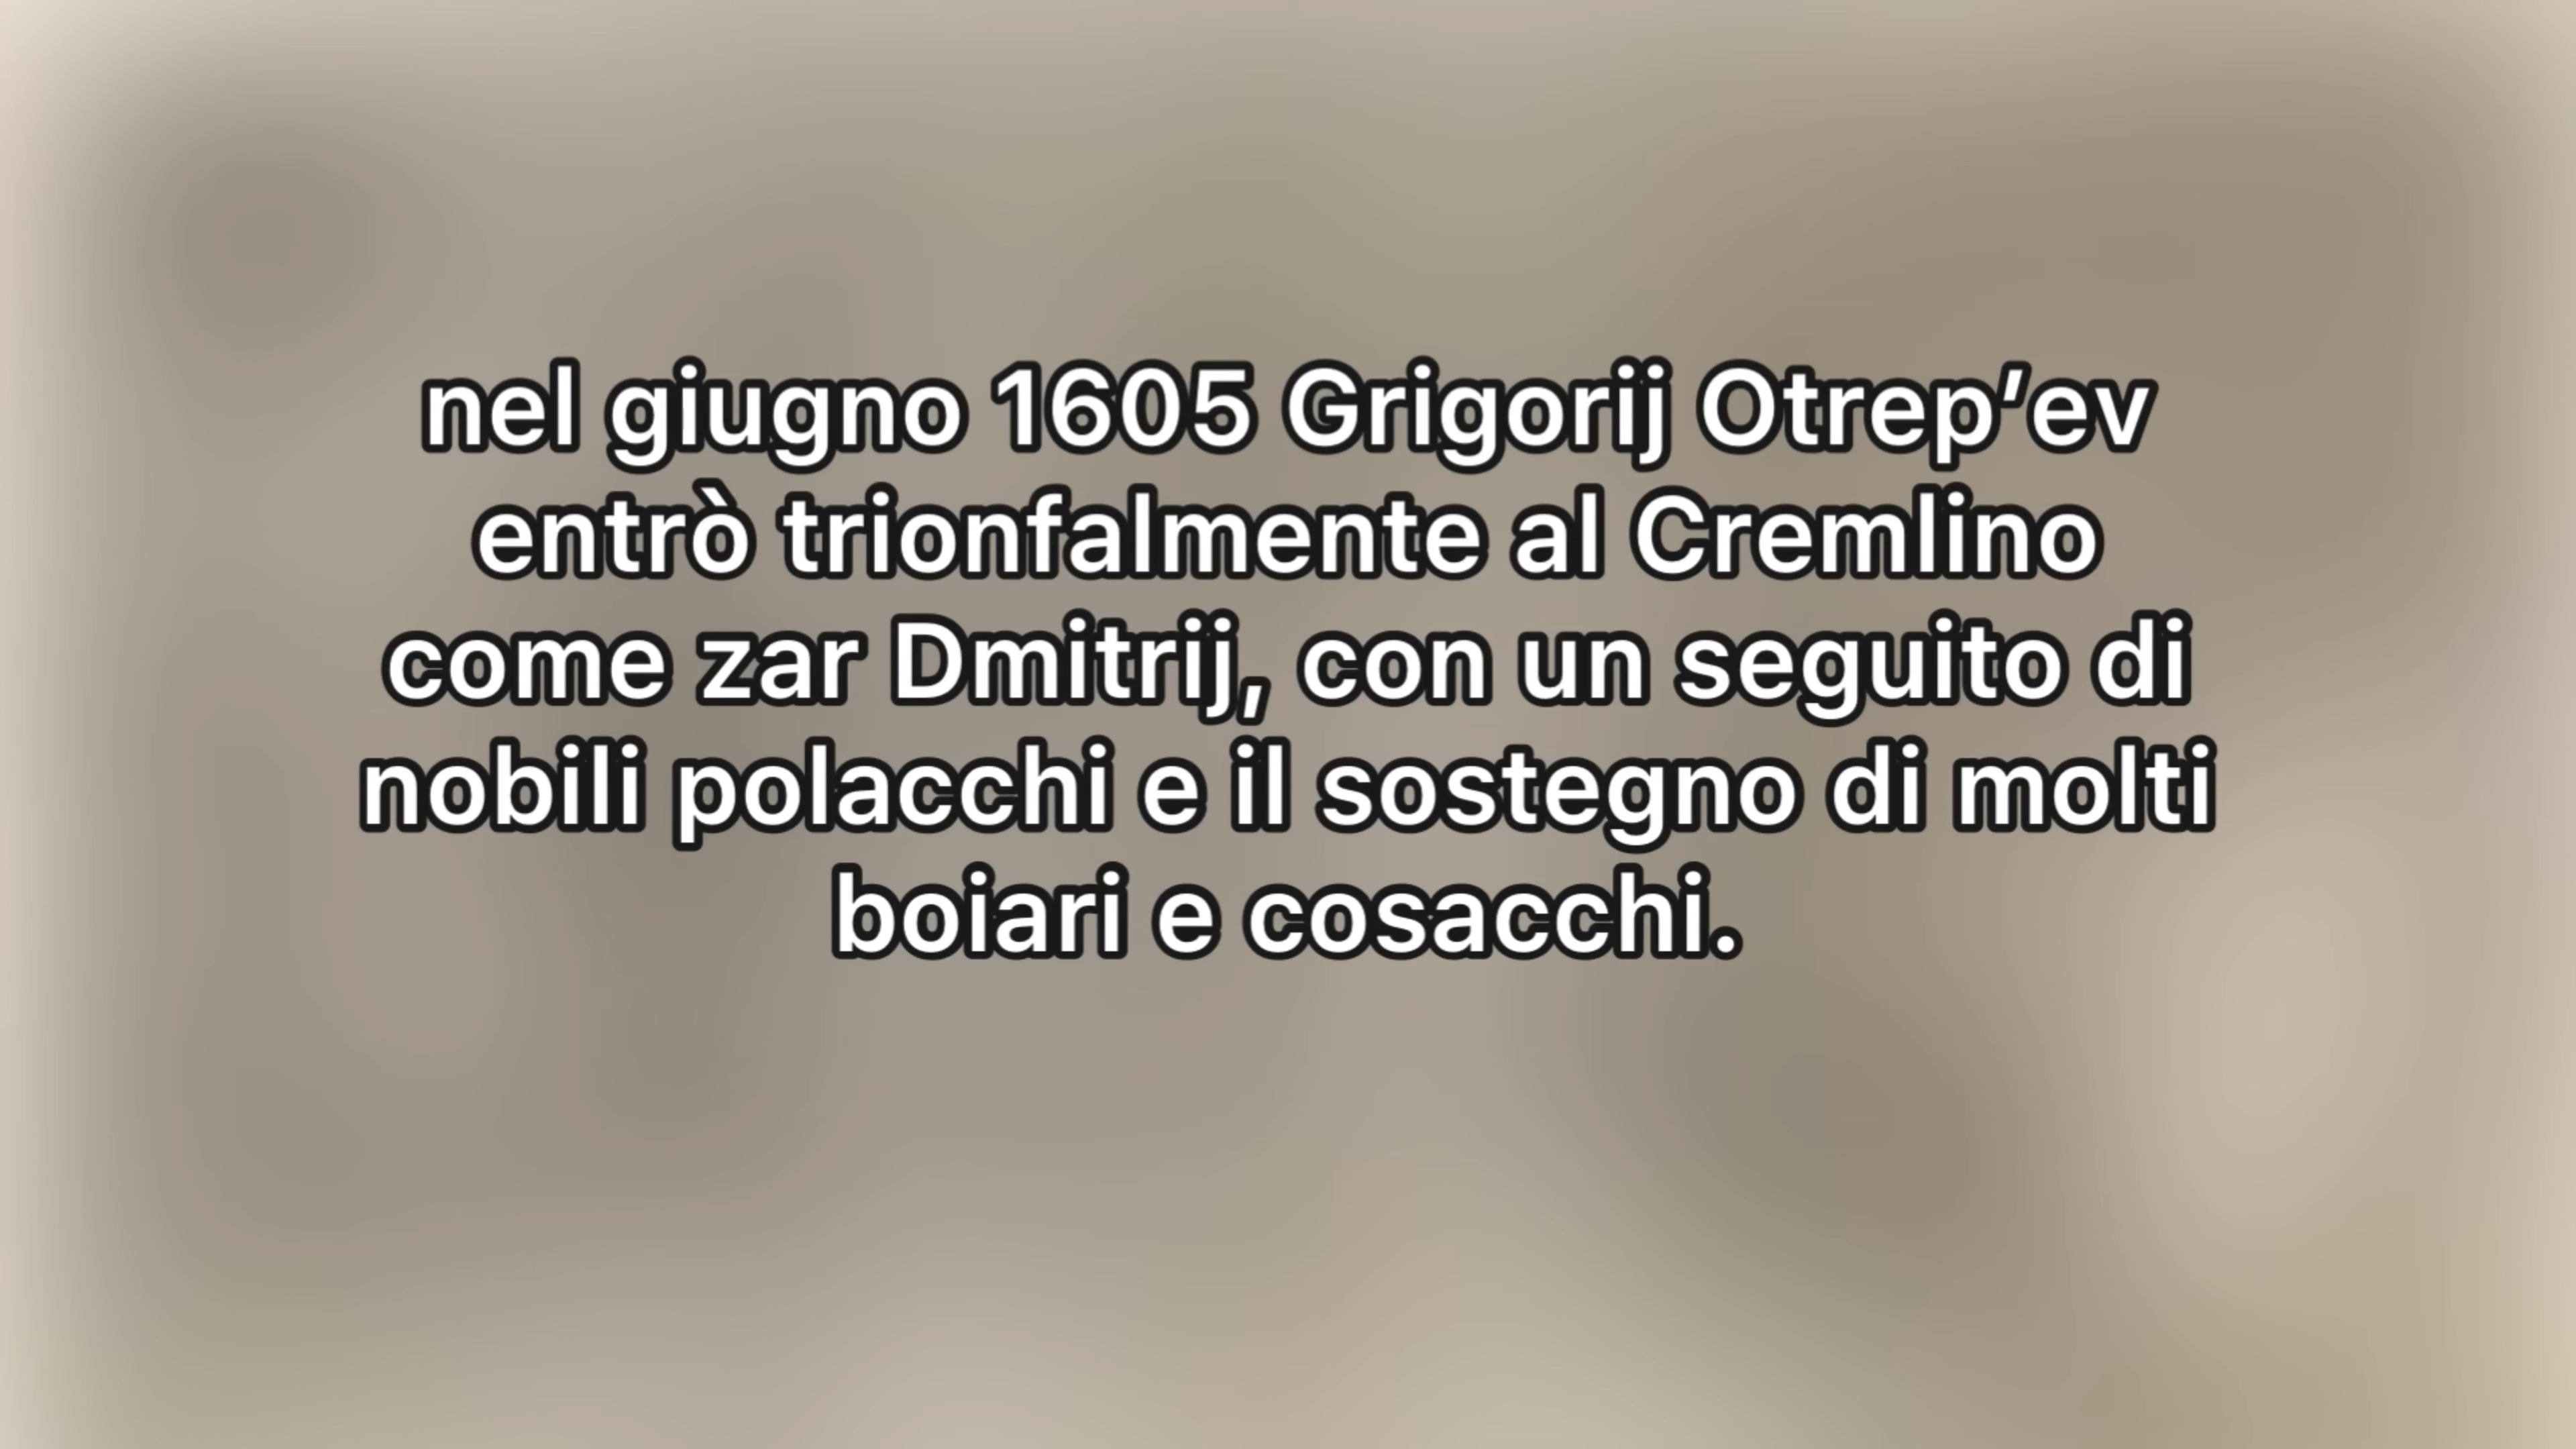 nel giugno 1605 Grigorij Otrep’ev
entrò trionfalmente al Cremlino
come zar Dmitrij, con un seguito di
nobili polacchi e il sostegno di molti
boiari e cosacchi.